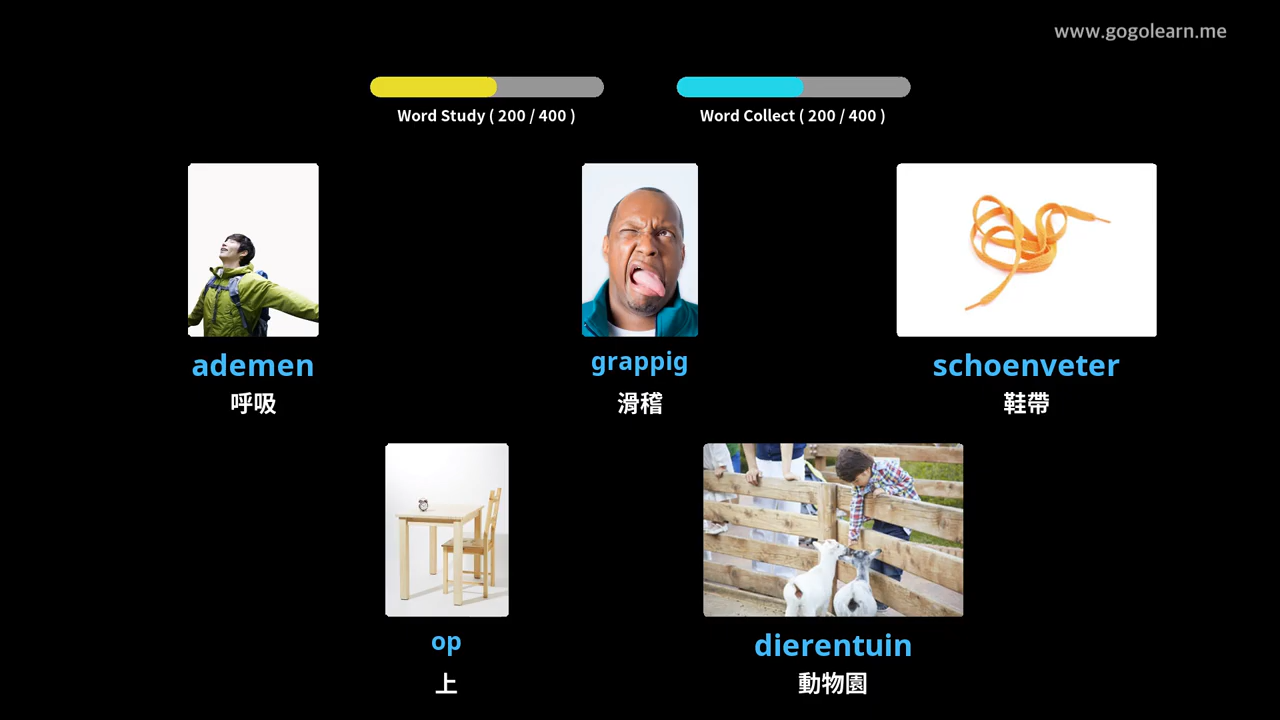 www.gogolearn.me
Word Study ( 200 / 400 )
Word Collect ( 200 / 400 )
ademen
呼吸
grappig
滑稽
schoenveter
鞋帶
op
上
dierentuin
動物園